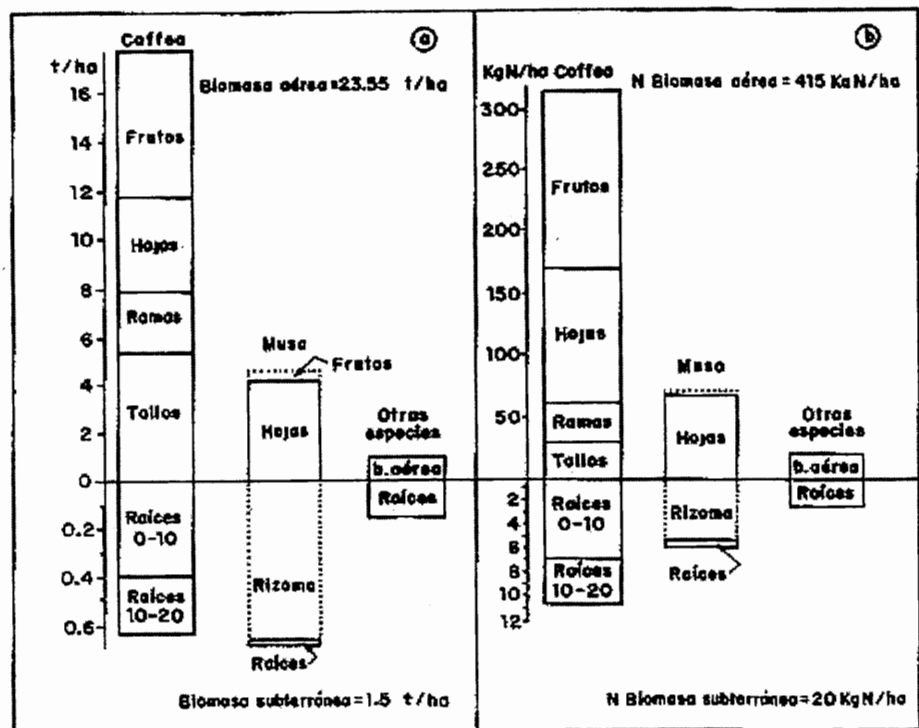 Coffea
ⓐ
t/ha
Biomasa aérea=23.55 t/ha
16
14
12
10
8
6
4
2
0
0.2
0.4
0.6
Frutos
Hojas
Ramas
Tallos
Raíces
0-10
Raíces
10-20
Musa
Frutos
Hojas
Rizoma
Raíces
Otras
especies
b.aérea
Raíces
Biomasa subterránea=1.5 t/ha
ⓑ
KgN/ha Coffea
N Biomasa aérea=415 KgN/ha
300
250
200
150
100
50
2
4
6
8
10
12
Frutos
Hojas
Ramas
Tallos
Raíces
0-10
Raíces
10-20
Musa
Hojas
Rizoma
Raíces
Otras
especies
b.aérea
Raíces
N Biomasa subterránea=20 KgN/ha